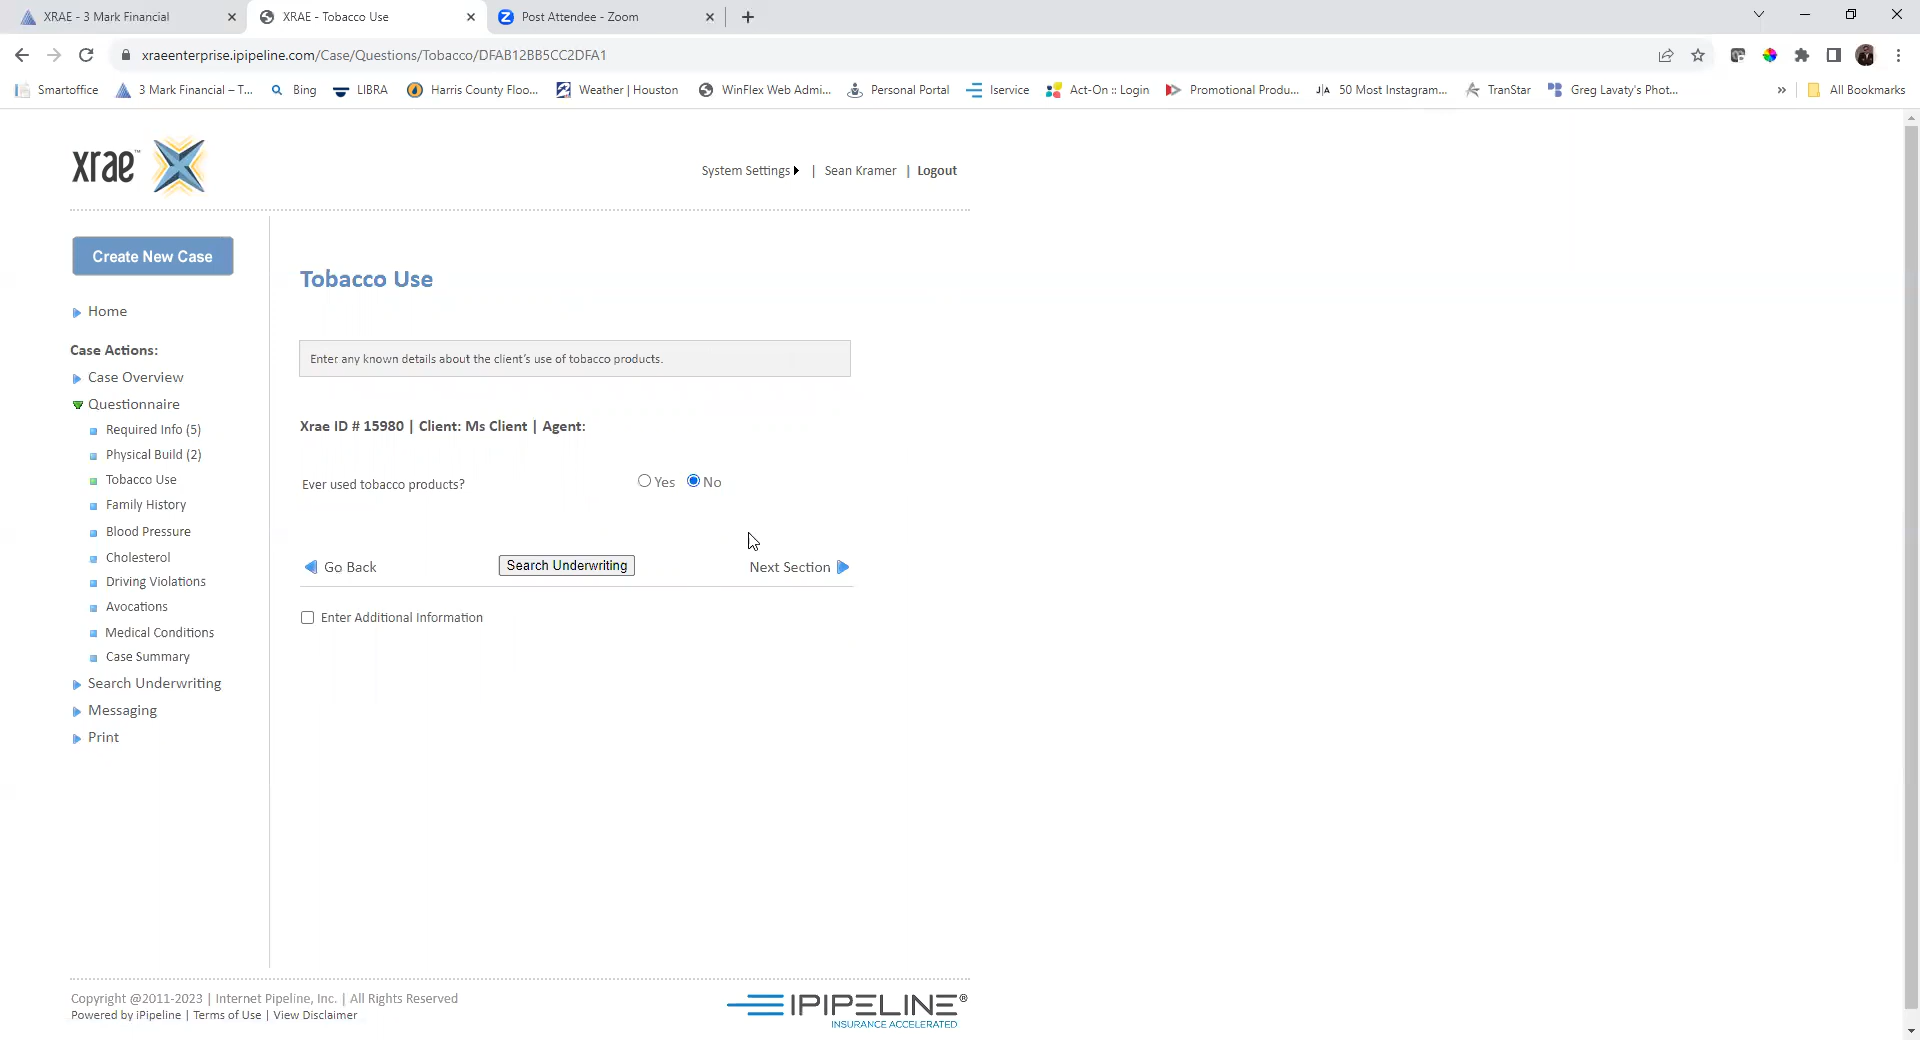 XRAE - 3 Mark Financial
XRAE - Tobacco Use
Post Attendee - Zoom
xraeenterprise.ipipeline.com/Case/Questions/Tobacco/DFAB12BB5CC2DFA1
Smartoffice
3 Mark Financial – T...
Bing
LIBRA
Harris County Floo...
Weather | Houston
WinFlex Web Admi...
Personal Portal
Iservice
Act-On :: Login
Promotional Produ...
J|A 50 Most Instagram...
TranStar
Greg Lavaty's Phot...
» All Bookmarks
xrae™
System Settings | Sean Kramer | Logout
Create New Case
Home
Case Actions:
Case Overview
Questionnaire
Required Info (5)
Physical Build (2)
Tobacco Use
Family History
Blood Pressure
Cholesterol
Driving Violations
Avocations
Medical Conditions
Case Summary
Search Underwriting
Messaging
Print
Tobacco Use
Enter any known details about the client's use of tobacco products.
Xrae ID # 15980 | Client: Ms Client | Agent:
Ever used tobacco products? Yes No
Go Back Search Underwriting Next Section
Enter Additional Information
Copyright @2011-2023 | Internet Pipeline, Inc. | All Rights Reserved
Powered by iPipeline | Terms of Use | View Disclaimer
IPIPELINE®
INSURANCE ACCELERATED